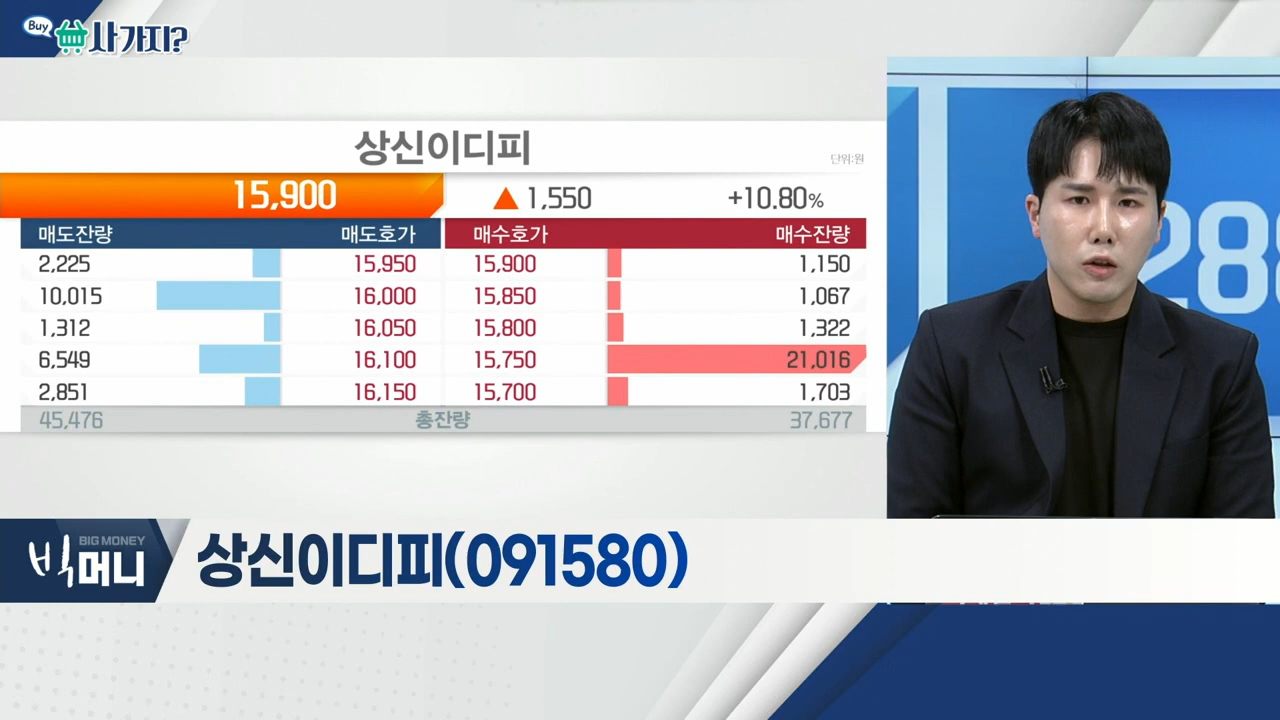 Buy 사가지?
상신이디피
단위:원
15,900 ▲ 1,550 +10.80%
매도잔량 매도호가 매수호가 매수잔량
2,225 15,950 15,900 1,150
10,015 16,000 15,850 1,067
1,312 16,050 15,800 1,322
6,549 16,100 15,750 21,016
2,851 16,150 15,700 1,703
45,476 총잔량 37,677
288
BIG MONEY
빅머니
상신이디피(091580)